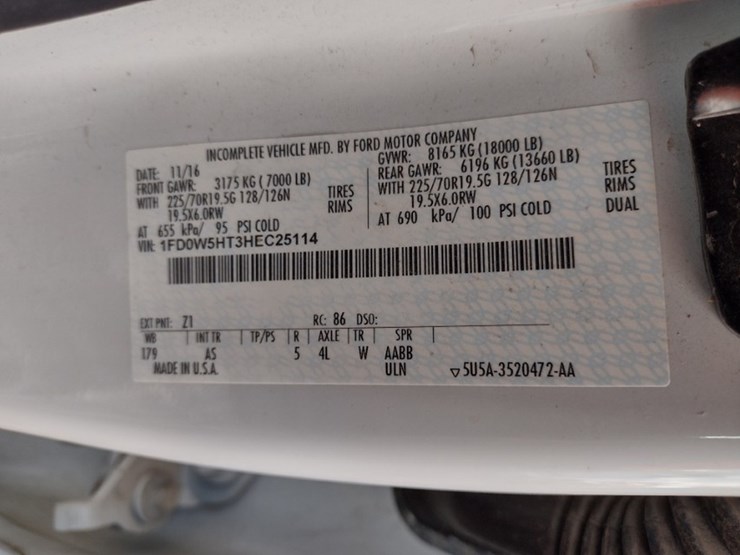 INCOMPLETE VEHICLE MFD. BY FORD MOTOR COMPANY
DATE: 11/16
FRONT GAWR: 3175 KG ( 7000 LB)
WITH 225/70R19.5G 128/126N TIRES
19.5X6.0RW RIMS
AT 655 kPa/ 95 PSI COLD
GVWR: 8165 KG (18000 LB)
REAR GAWR: 6196 KG (13660 LB)
WITH 225/70R19.5G 128/126N TIRES
19.5X6.0RW RIMS
AT 690 kPa/ 100 PSI COLD DUAL
VIN: 1FD0W5HT3HEC25114
EXT PNT: Z1 RC: 86 DSO:
WB | INT TR | TP/PS | R | AXLE | TR | SPR |
179 AS 5 4L W AABB
MADE IN U.S.A. ULN ▽5U5A-3520472-AA